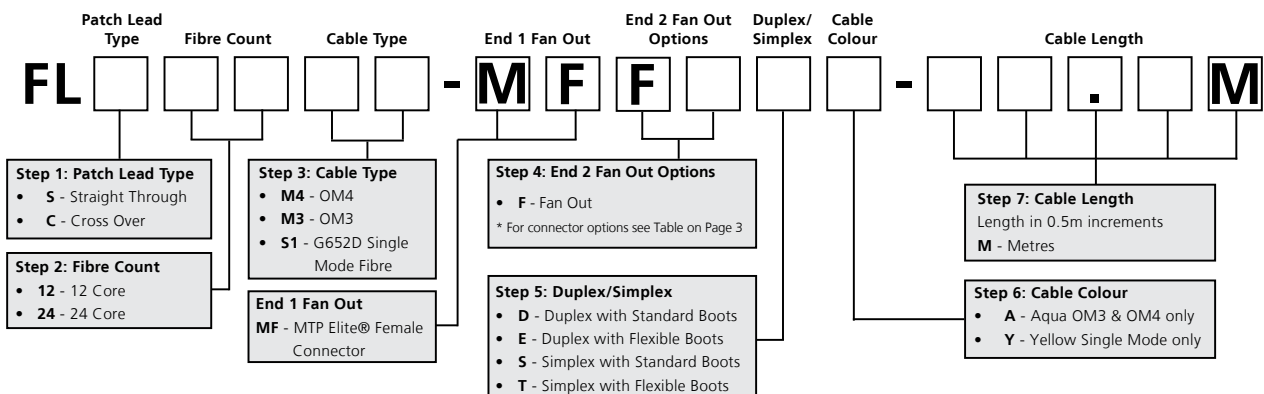 Patch Lead Type
Fibre Count
Cable Type
End 1 Fan Out
End 2 Fan Out Options
Duplex/ Simplex
Cable Colour
Cable Length
FL - M F F - . M
Step 1: Patch Lead Type
• S - Straight Through
• C - Cross Over
Step 2: Fibre Count
• 12 - 12 Core
• 24 - 24 Core
Step 3: Cable Type
• M4 - OM4
• M3 - OM3
• S1 - G652D Single
Mode Fibre
End 1 Fan Out
MF - MTP Elite® Female
Connector
Step 4: End 2 Fan Out Options
• F - Fan Out
* For connector options see Table on Page 3
Step 5: Duplex/Simplex
• D - Duplex with Standard Boots
• E - Duplex with Flexible Boots
• S - Simplex with Standard Boots
• T - Simplex with Flexible Boots
Step 7: Cable Length
Length in 0.5m increments
M - Metres
Step 6: Cable Colour
• A - Aqua OM3 & OM4 only
• Y - Yellow Single Mode only